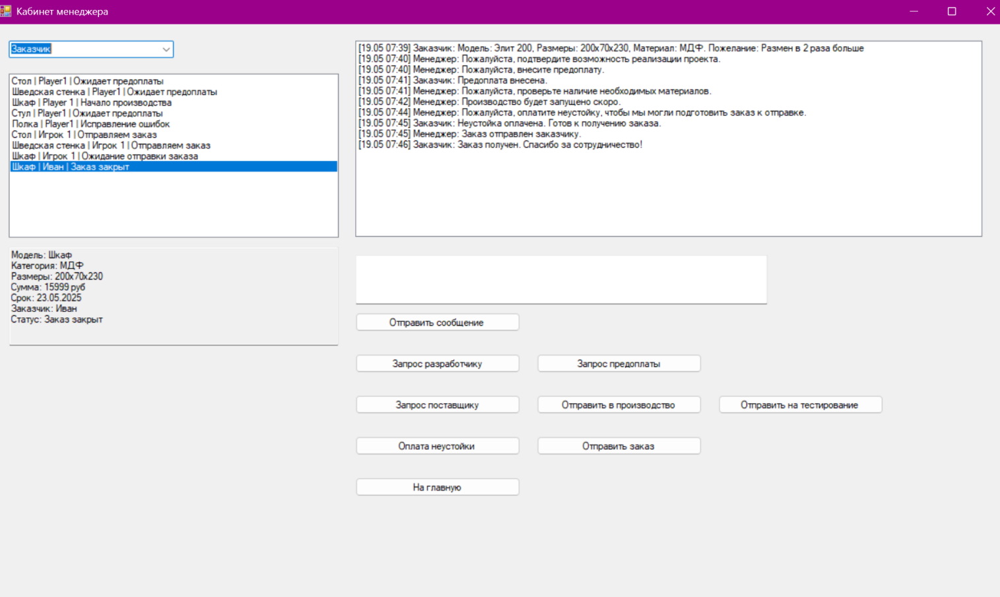 Кабинет менеджера
Заказчик
Стол | Player1 | Ожидает предоплаты
Шведская стенка | Player1 | Ожидает предоплаты
Шкаф | Player 1 | Начало производства
Стул | Player1 | Ожидает предоплаты
Полка | Player1 | Исправление ошибок
Стол | Игрок 1 | Отправляем заказ
Шведская стенка | Игрок 1 | Отправляем заказ
Шкаф | Игрок 1 | Ожидание отправки заказа
Шкаф | Иван | Заказ закрыт
Модель: Шкаф
Категория: МДФ
Размеры: 200x70x230
Сумма: 15999 руб
Срок: 23.05.2025
Заказчик: Иван
Статус: Заказ закрыт
[19.05 07:39] Заказчик: Модель: Элит 200, Размеры: 200x70x230, Материал: МДФ. Пожелание: Размен в 2 раза больше
[19.05 07:40] Менеджер: Пожалуйста, подтвердите возможность реализации проекта.
[19.05 07:40] Менеджер: Пожалуйста, внесите предоплату.
[19.05 07:41] Заказчик: Предоплата внесена.
[19.05 07:41] Менеджер: Пожалуйста, проверьте наличие необходимых материалов.
[19.05 07:42] Менеджер: Производство будет запущено скоро.
[19.05 07:44] Менеджер: Пожалуйста, оплатите неустойку, чтобы мы могли подготовить заказ к отправке.
[19.05 07:45] Заказчик: Неустойка оплачена. Готов к получению заказа.
[19.05 07:45] Менеджер: Заказ отправлен заказчику.
[19.05 07:46] Заказчик: Заказ получен. Спасибо за сотрудничество!
Отправить сообщение
Запрос разработчику
Запрос предоплаты
Запрос поставщику
Отправить в производство
Отправить на тестирование
Оплата неустойки
Отправить заказ
На главную